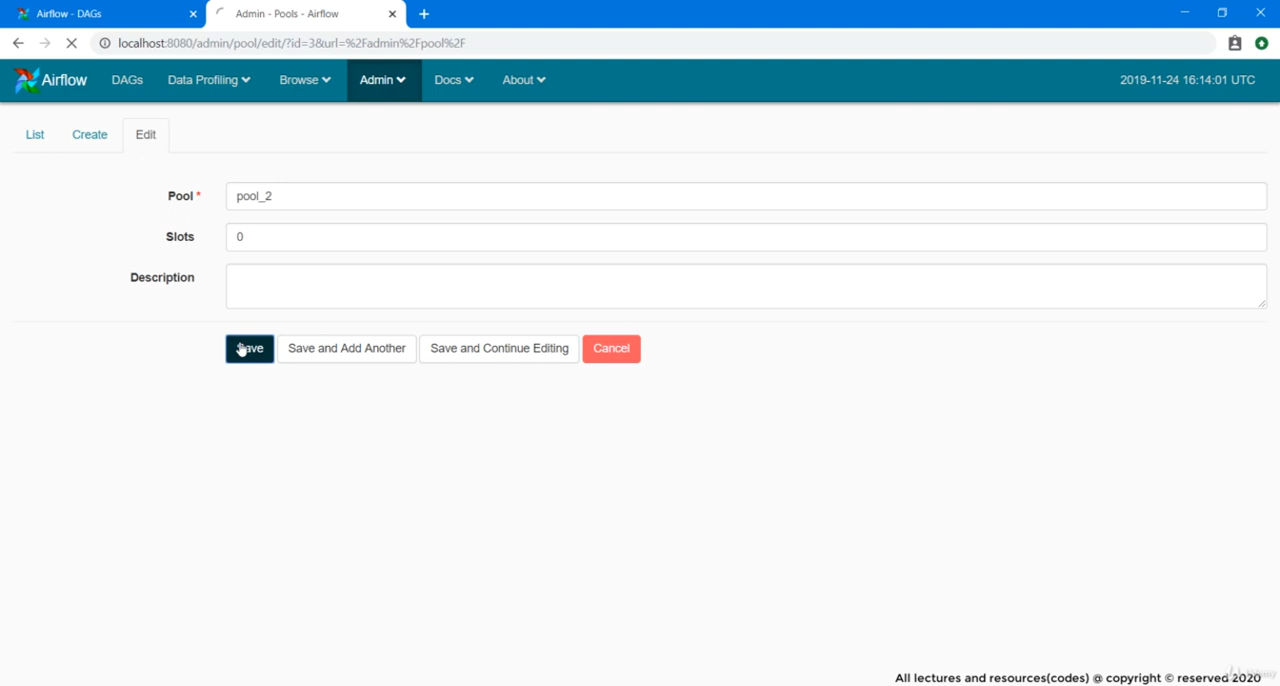 Airflow - DAGs
Admin - Pools - Airflow
localhost:8080/admin/pool/edit/?id=3&url=%2Fadmin%2Fpool%2F
Airflow DAGs Data Profiling Browse Admin Docs About 2019-11-24 16:14:01 UTC
List Create Edit
Pool * pool_2
Slots 0
Description
Save Save and Add Another Save and Continue Editing Cancel
All lectures and resources(codes) @ copyright © reserved 2020